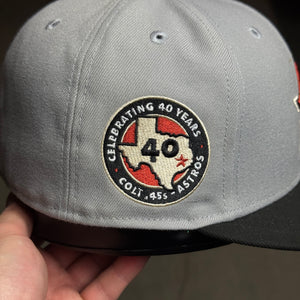 CELEBRATING 40 YEARS
40
COLT .45s - ASTROS